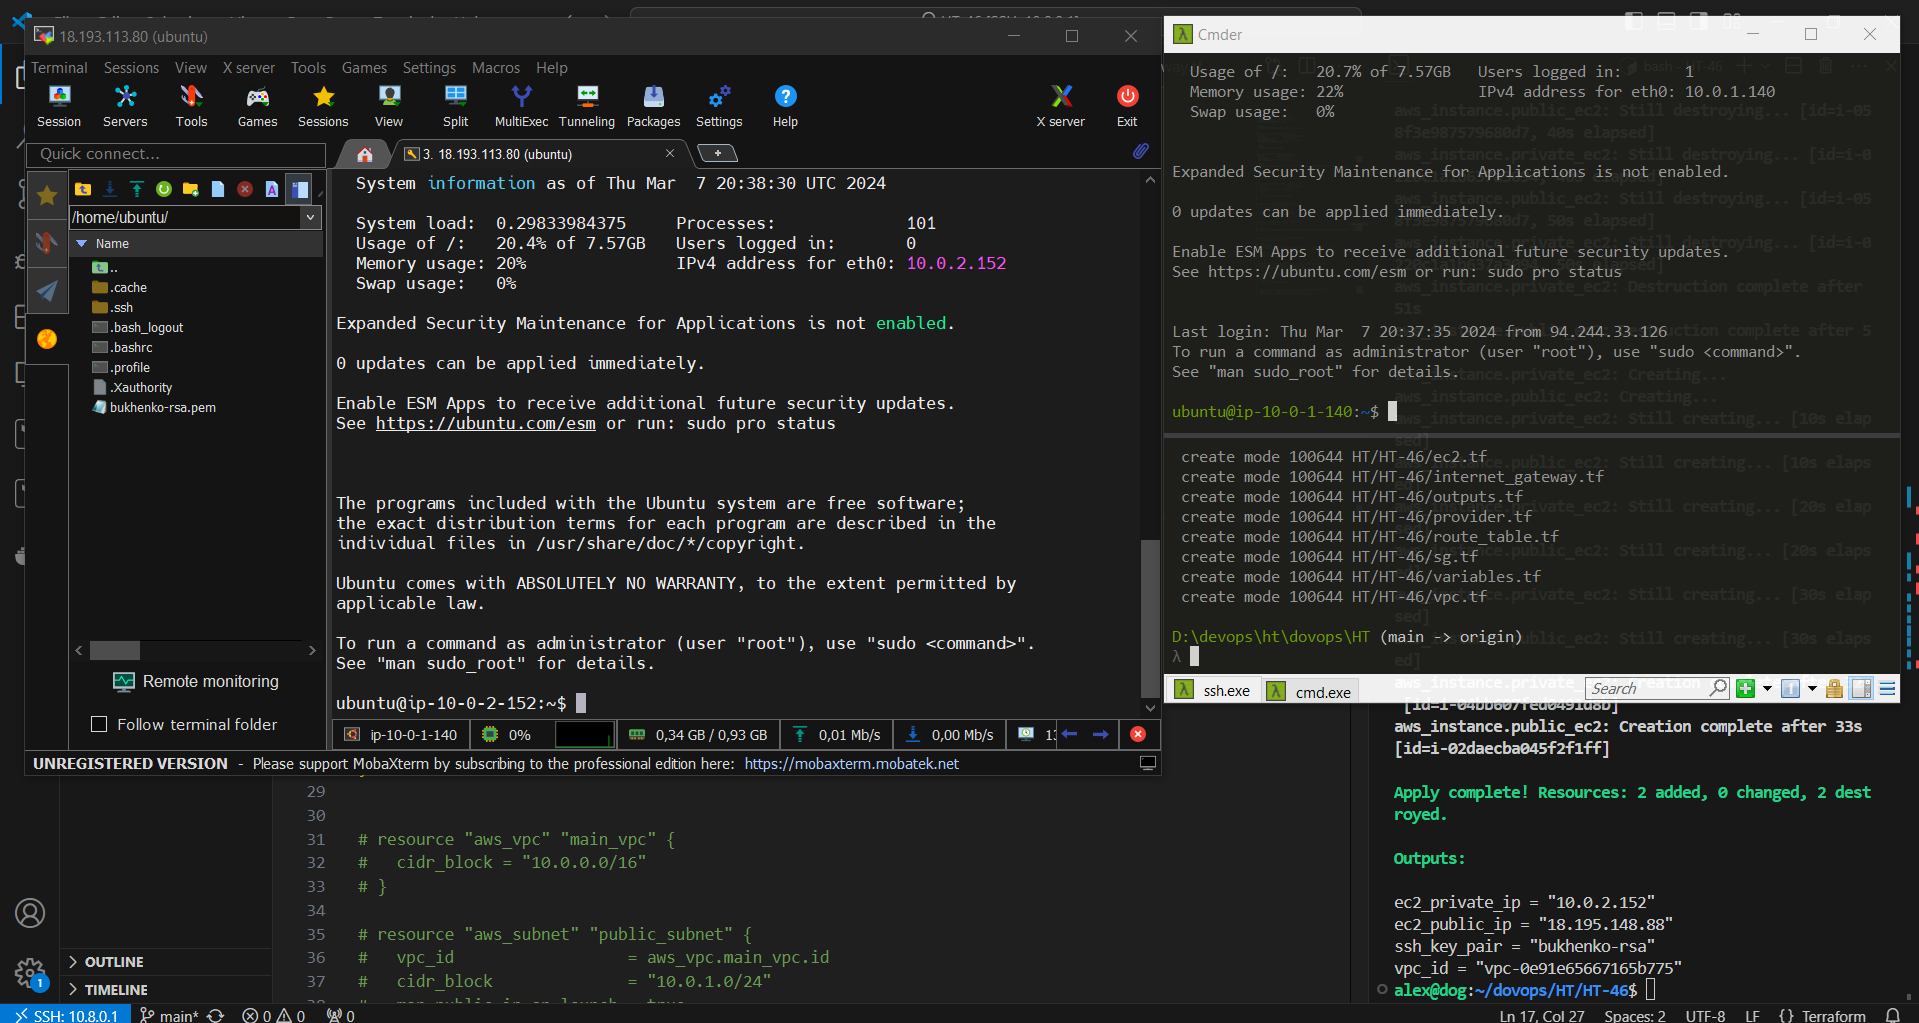 18.193.113.80 (ubuntu)
Terminal Sessions View X server Tools Games Settings Macros Help
Session Servers Tools Games Sessions View Split MultiExec Tunneling Packages Settings Help X server Exit
Quick connect...
3. 18.193.113.80 (ubuntu)
/home/ubuntu/
Name
..
.cache
.ssh
.bash_logout
.bashrc
.profile
.Xauthority
bukhenko-rsa.pem
Remote monitoring
Follow terminal folder
System information as of Thu Mar  7 20:38:30 UTC 2024
System load:  0.29833984375     Processes:             101
Usage of /:   20.4% of 7.57GB   Users logged in:       0
Memory usage: 20%               IPv4 address for eth0: 10.0.2.152
Swap usage:   0%
Expanded Security Maintenance for Applications is not enabled.
0 updates can be applied immediately.
Enable ESM Apps to receive additional future security updates.
See https://ubuntu.com/esm or run: sudo pro status
The programs included with the Ubuntu system are free software;
the exact distribution terms for each program are described in the
individual files in /usr/share/doc/*/copyright.
Ubuntu comes with ABSOLUTELY NO WARRANTY, to the extent permitted by
applicable law.
To run a command as administrator (user "root"), use "sudo <command>".
See "man sudo_root" for details.
ubuntu@ip-10-0-2-152:~$
ip-10-0-1-140 0% 0,34 GB / 0,93 GB 0,01 Mb/s 0,00 Mb/s
UNREGISTERED VERSION - Please support MobaXterm by subscribing to the professional edition here: https://mobaxterm.mobatek.net
Cmder
Usage of /:   20.7% of 7.57GB   Users logged in:       1
Memory usage: 22%               IPv4 address for eth0: 10.0.1.140
Swap usage:   0%
Expanded Security Maintenance for Applications is not enabled.
0 updates can be applied immediately.
Enable ESM Apps to receive additional future security updates.
See https://ubuntu.com/esm or run: sudo pro status
Last login: Thu Mar  7 20:37:35 2024 from 94.244.33.126
To run a command as administrator (user "root"), use "sudo <command>".
See "man sudo_root" for details.
ubuntu@ip-10-0-1-140:~$
create mode 100644 HT/HT-46/ec2.tf
create mode 100644 HT/HT-46/internet_gateway.tf
create mode 100644 HT/HT-46/outputs.tf
create mode 100644 HT/HT-46/provider.tf
create mode 100644 HT/HT-46/route_table.tf
create mode 100644 HT/HT-46/sg.tf
create mode 100644 HT/HT-46/variables.tf
create mode 100644 HT/HT-46/vpc.tf
D:\devops\ht\dovops\HT (main -> origin)
λ
ssh.exe cmd.exe Search
aws_instance.public_ec2: Creation complete after 33s
[id=i-02daecba045f2f1ff]
Apply complete! Resources: 2 added, 0 changed, 2 dest
royed.
Outputs:
ec2_private_ip = "10.0.2.152"
ec2_public_ip = "18.195.148.88"
ssh_key_pair = "bukhenko-rsa"
vpc_id = "vpc-0e91e65667165b775"
alex@dog:~/dovops/HT/HT-46$
29
30
31 # resource "aws_vpc" "main_vpc" {
32 #   cidr_block = "10.0.0.0/16"
33 # }
34
35 # resource "aws_subnet" "public_subnet" {
36 #   vpc_id                  = aws_vpc.main_vpc.id
37 #   cidr_block              = "10.0.1.0/24"
OUTLINE
TIMELINE
1
SSH: 10.8.0.1 main* 0 0 0 Ln 17, Col 27 Spaces: 2 UTF-8 LF {} Terraform